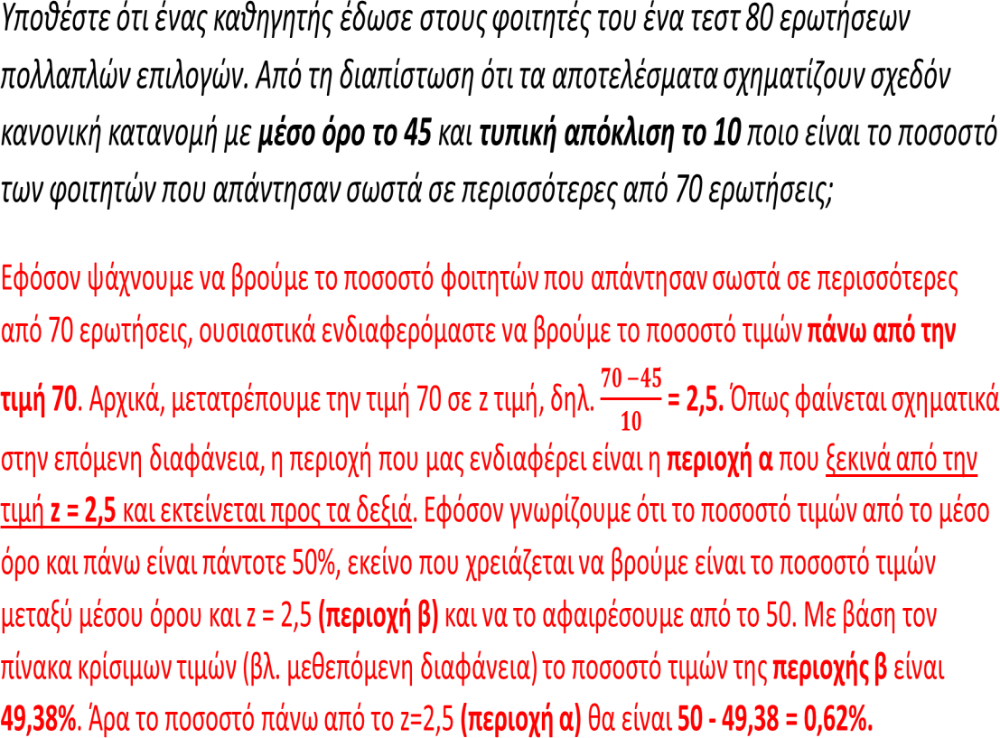 Υποθέστε ότι ένας καθηγητής έδωσε στους φοιτητές του ένα τεστ 80 ερωτήσεων
πολλαπλών επιλογών. Από τη διαπίστωση ότι τα αποτελέσματα σχηματίζουν σχεδόν
κανονική κατανομή με μέσο όρο το 45 και τυπική απόκλιση το 10 ποιο είναι το ποσοστό
των φοιτητών που απάντησαν σωστά σε περισσότερες από 70 ερωτήσεις;
Εφόσον ψάχνουμε να βρούμε το ποσοστό φοιτητών που απάντησαν σωστά σε περισσότερες
από 70 ερωτήσεις, ουσιαστικά ενδιαφερόμαστε να βρούμε το ποσοστό τιμών πάνω από την
τιμή 70. Αρχικά, μετατρέπουμε την τιμή 70 σε z τιμή, δηλ. (70 −45)/10 = 2,5. Όπως φαίνεται σχηματικά
στην επόμενη διαφάνεια, η περιοχή που μας ενδιαφέρει είναι η περιοχή α που ξεκινά από την
τιμή z = 2,5 και εκτείνεται προς τα δεξιά. Εφόσον γνωρίζουμε ότι το ποσοστό τιμών από το μέσο
όρο και πάνω είναι πάντοτε 50%, εκείνο που χρειάζεται να βρούμε είναι το ποσοστό τιμών
μεταξύ μέσου όρου και z = 2,5 (περιοχή β) και να το αφαιρέσουμε από το 50. Με βάση τον
πίνακα κρίσιμων τιμών (βλ. μεθεπόμενη διαφάνεια) το ποσοστό τιμών της περιοχής β είναι
49,38%. Άρα το ποσοστό πάνω από το z=2,5 (περιοχή α) θα είναι 50 - 49,38 = 0,62%.